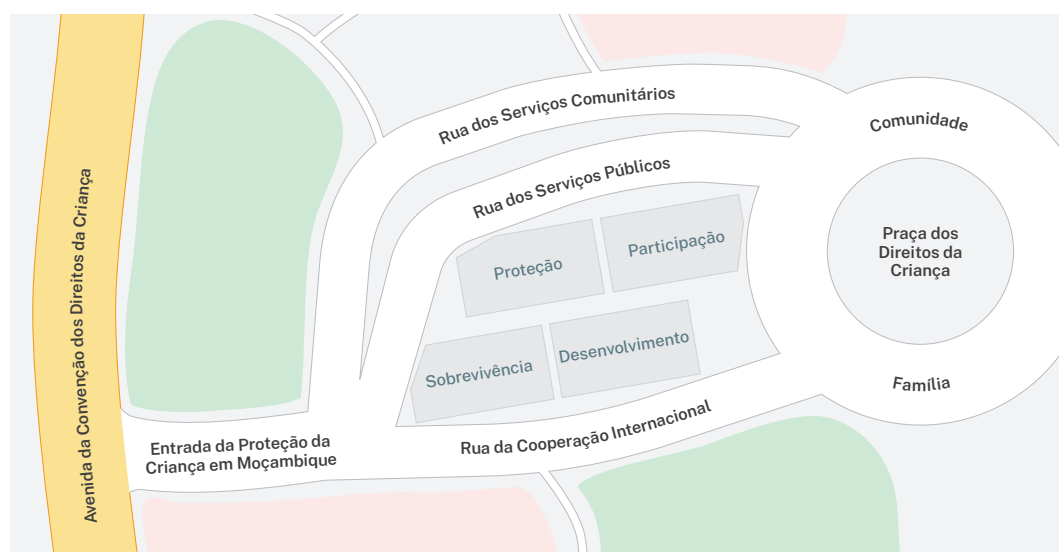 Avenida da Convenção dos Direitos da Criança
Rua dos Serviços Comunitários
Comunidade
Rua dos Serviços Públicos
Praça dos
Direitos da
Criança
Proteção
Participação
Sobrevivência
Desenvolvimento
Família
Entrada da Proteção da
Criança em Moçambique
Rua da Cooperação Internacional